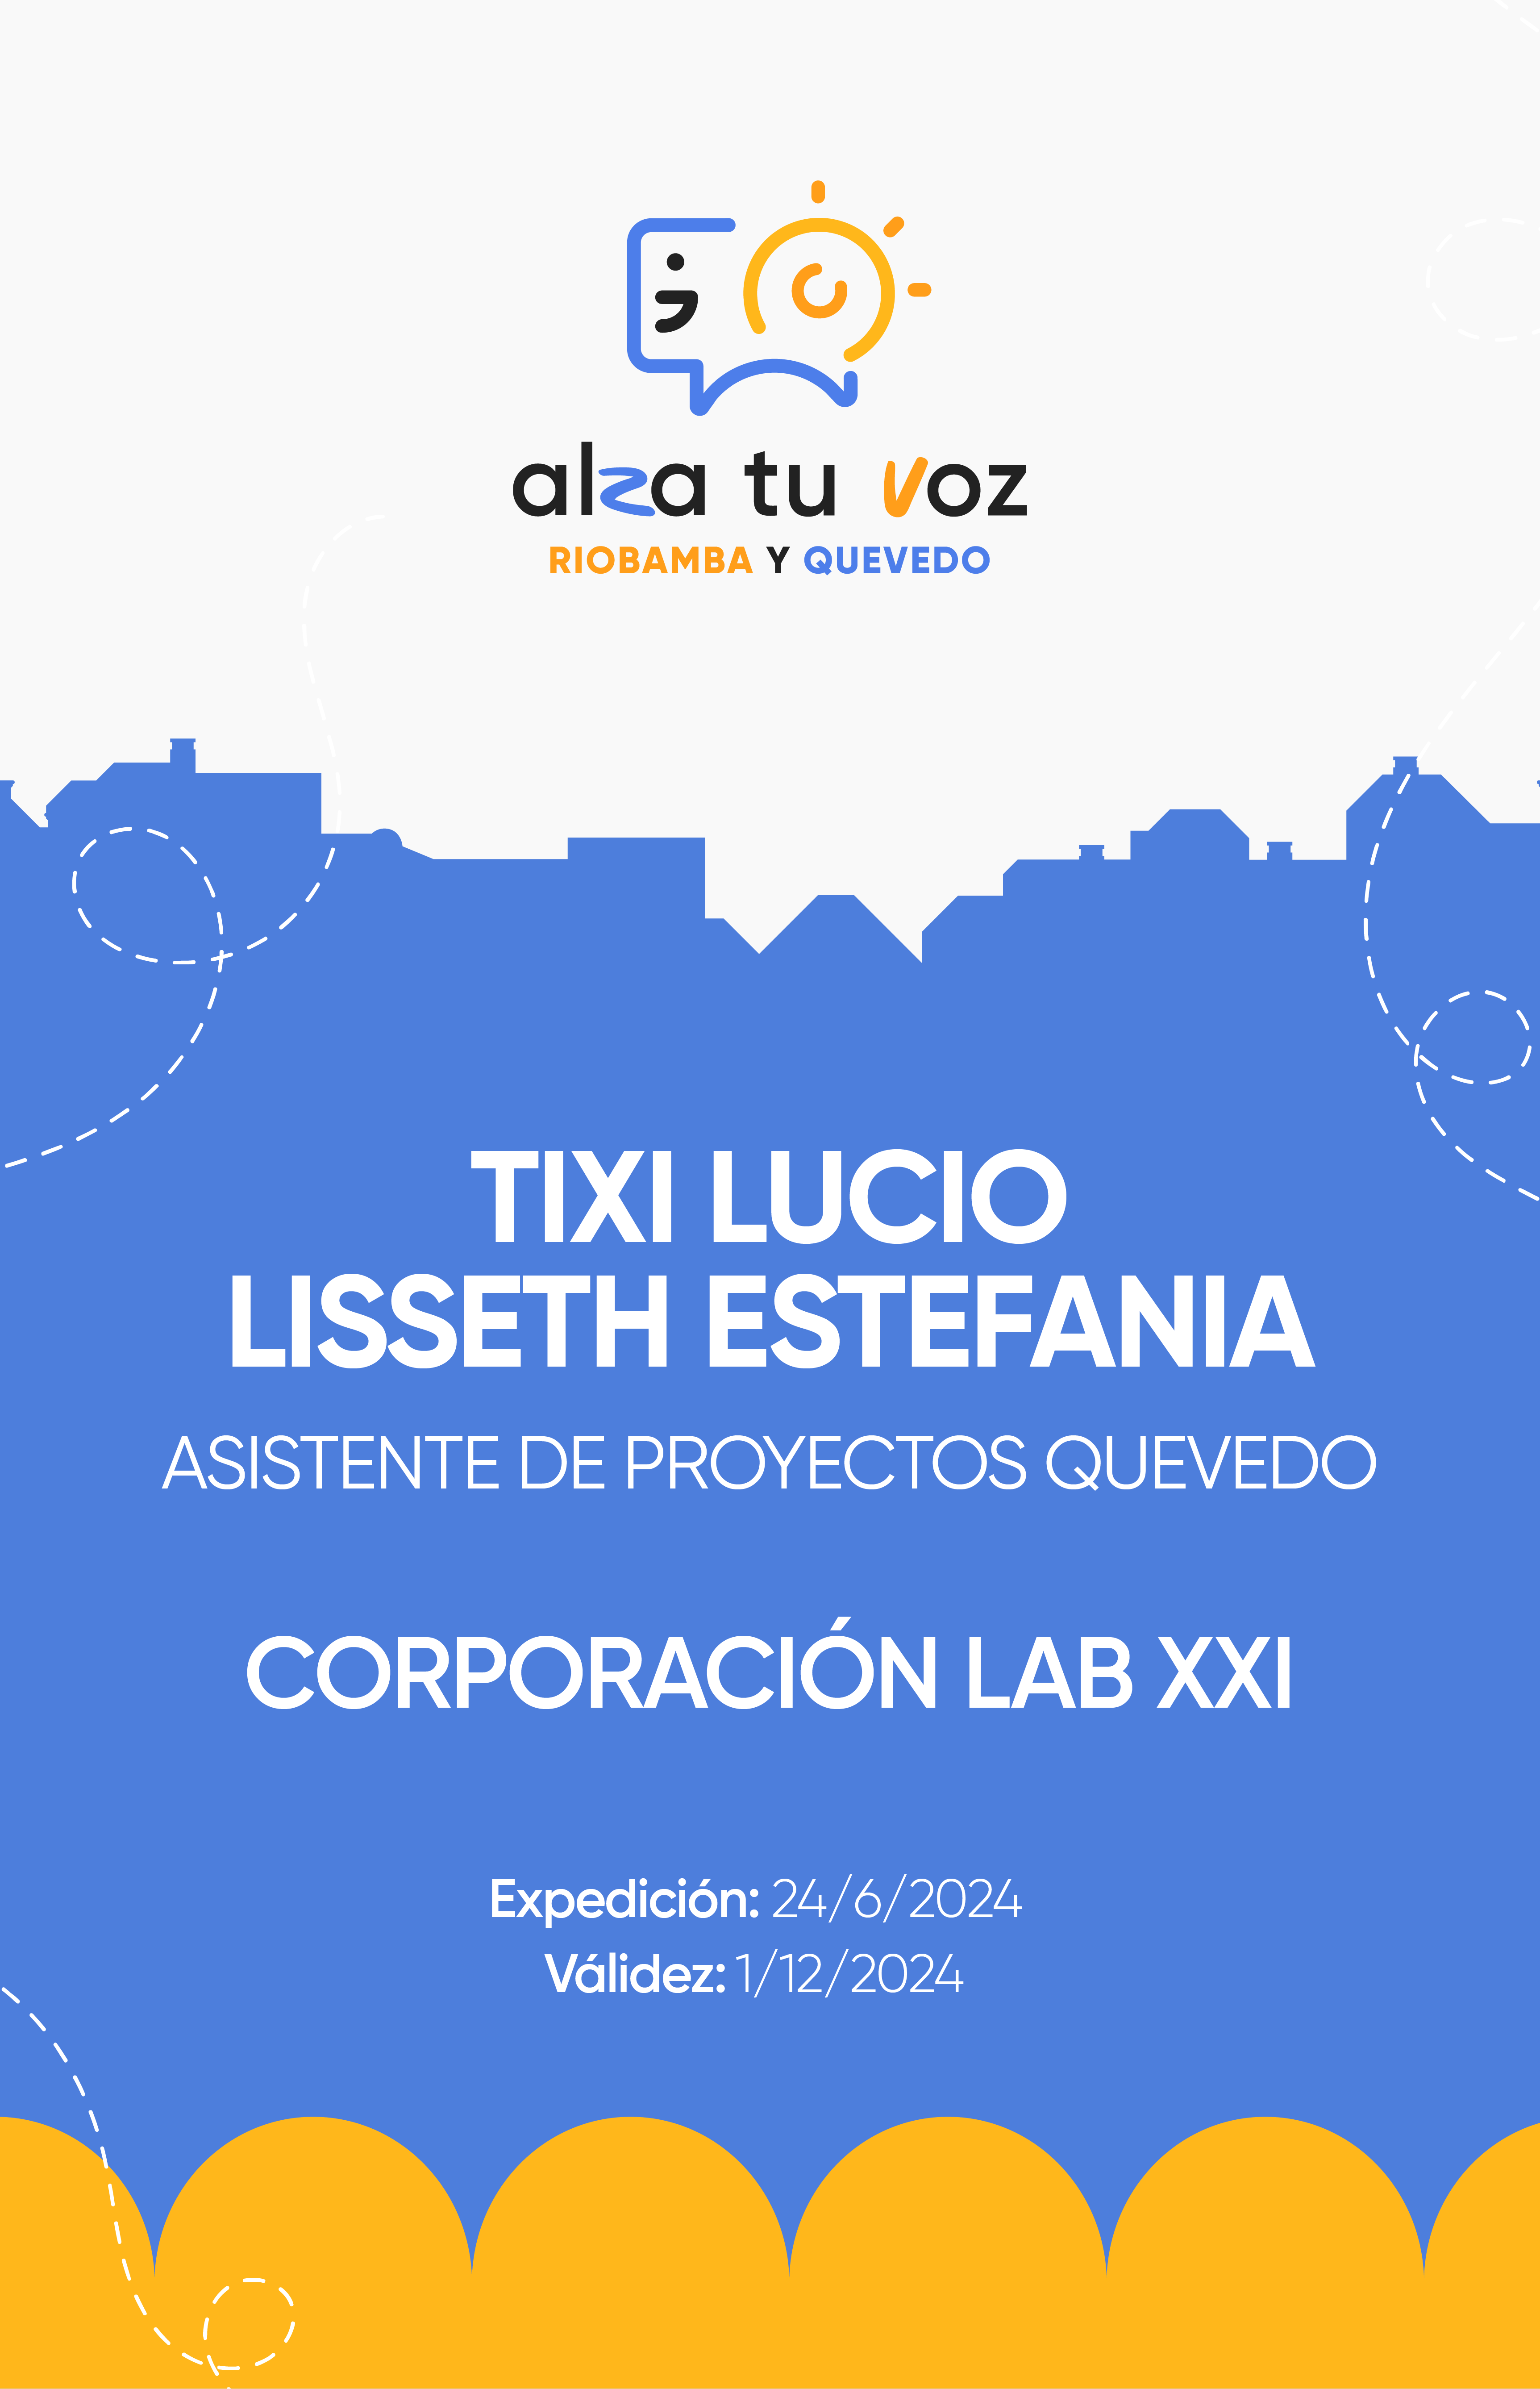 alza tu voz
RIOBAMBA Y QUEVEDO
TIXI LUCIO
LISSETH ESTEFANIA
ASISTENTE DE PROYECTOS QUEVEDO
CORPORACIÓN LAB XXI
Expedición: 24/6/2024
Válidez: 1/12/2024